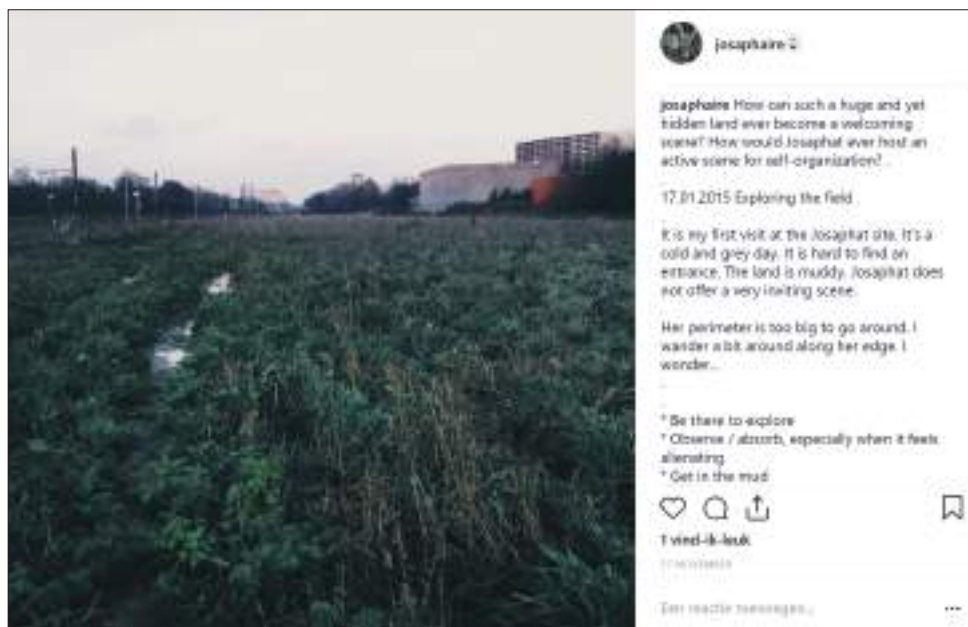 josaphaire
josaphaire How can such a huge and yet
hidden land ever become a welcoming
scene? How would Josaphat ever host an
active scene for self-organization?
17.01.2015 Exploring the field
It is my first visit at the Josaphat site. It's a
cold and grey day. It is hard to find an
entrance. The land is muddy. Josaphat does
not offer a very inviting scene.
Her perimeter is too big to go around. I
wander a bit around along her edge. I
wonder...
.
.
* Be there to explore
* Observe / absorb, especially when it feels
alienating
* Get in the mud
1 vind-ik-leuk
17 NOVEMBER
Een reactie toevoegen...